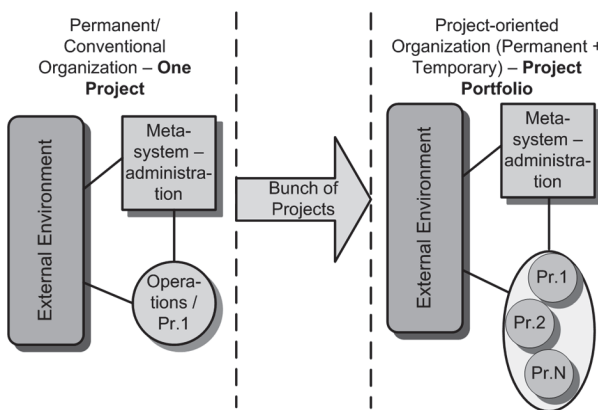 Permanent/
Conventional
Organization – One
Project
External Environment
Meta-
system –
administra-
tion
Opera-
tions /
Pr.1
Bunch of
Projects
Project-oriented
Organization (Permanent +
Temporary) – Project
Portfolio
External Environment
Meta-
system –
administra-
tion
Pr.1
Pr.2
Pr.N